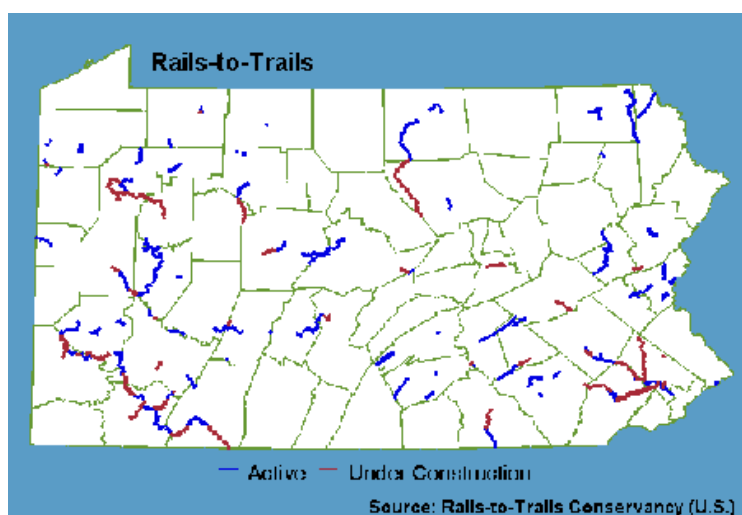 Rails-to-Trails
Active Under Construction
Source: Rails-to-Trails Conservancy (U.S.)